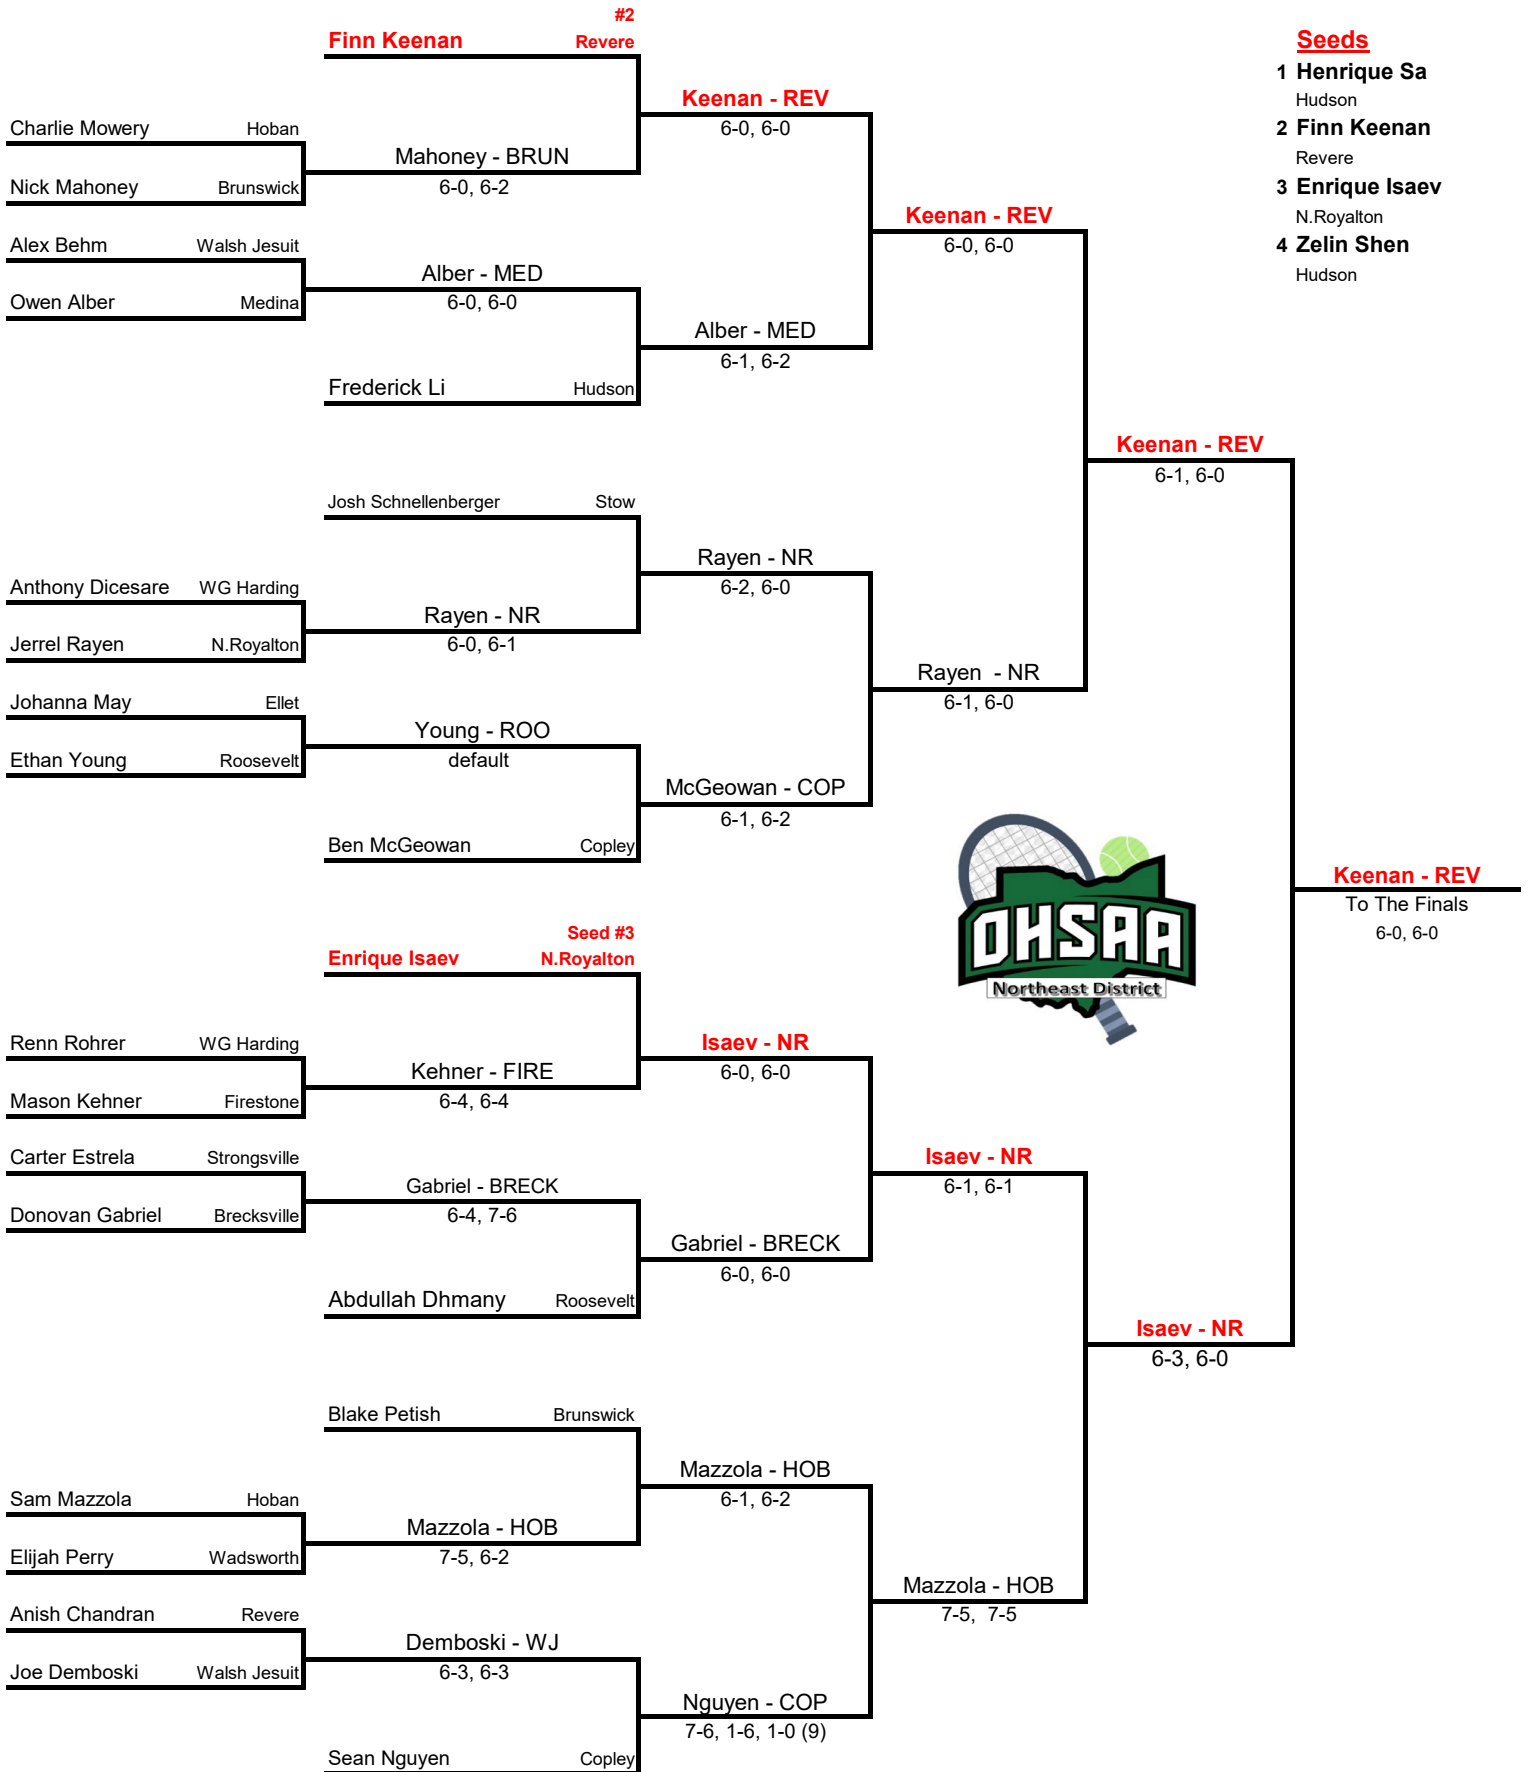 #2
Finn Keenan Revere
Seeds
1 Henrique Sa
Hudson
2 Finn Keenan
Revere
3 Enrique Isaev
N.Royalton
4 Zelin Shen
Hudson
Keenan - REV
6-0, 6-0
Charlie Mowery Hoban
Mahoney - BRUN
6-0, 6-2
Nick Mahoney Brunswick
Keenan - REV
6-0, 6-0
Alex Behm Walsh Jesuit
Alber - MED
6-0, 6-0
Owen Alber Medina
Alber - MED
6-1, 6-2
Frederick Li Hudson
Keenan - REV
6-1, 6-0
Josh Schnellenberger Stow
Rayen - NR
6-2, 6-0
Anthony Dicesare WG Harding
Rayen - NR
6-0, 6-1
Jerrel Rayen N.Royalton
Rayen - NR
6-1, 6-0
Johanna May Ellet
Young - ROO
default
Ethan Young Roosevelt
McGeowan - COP
6-1, 6-2
Ben McGeowan Copley
OHSAA
Northeast District
Keenan - REV
To The Finals
6-0, 6-0
Seed #3
Enrique Isaev N.Royalton
Isaev - NR
6-0, 6-0
Renn Rohrer WG Harding
Kehner - FIRE
6-4, 6-4
Mason Kehner Firestone
Isaev - NR
6-1, 6-1
Carter Estrela Strongsville
Gabriel - BRECK
6-4, 7-6
Donovan Gabriel Brecksville
Gabriel - BRECK
6-0, 6-0
Abdullah Dhmany Roosevelt
Isaev - NR
6-3, 6-0
Blake Petish Brunswick
Mazzola - HOB
6-1, 6-2
Sam Mazzola Hoban
Mazzola - HOB
7-5, 6-2
Elijah Perry Wadsworth
Mazzola - HOB
7-5, 7-5
Anish Chandran Revere
Demboski - WJ
6-3, 6-3
Joe Demboski Walsh Jesuit
Nguyen - COP
7-6, 1-6, 1-0 (9)
Sean Nguyen Copley